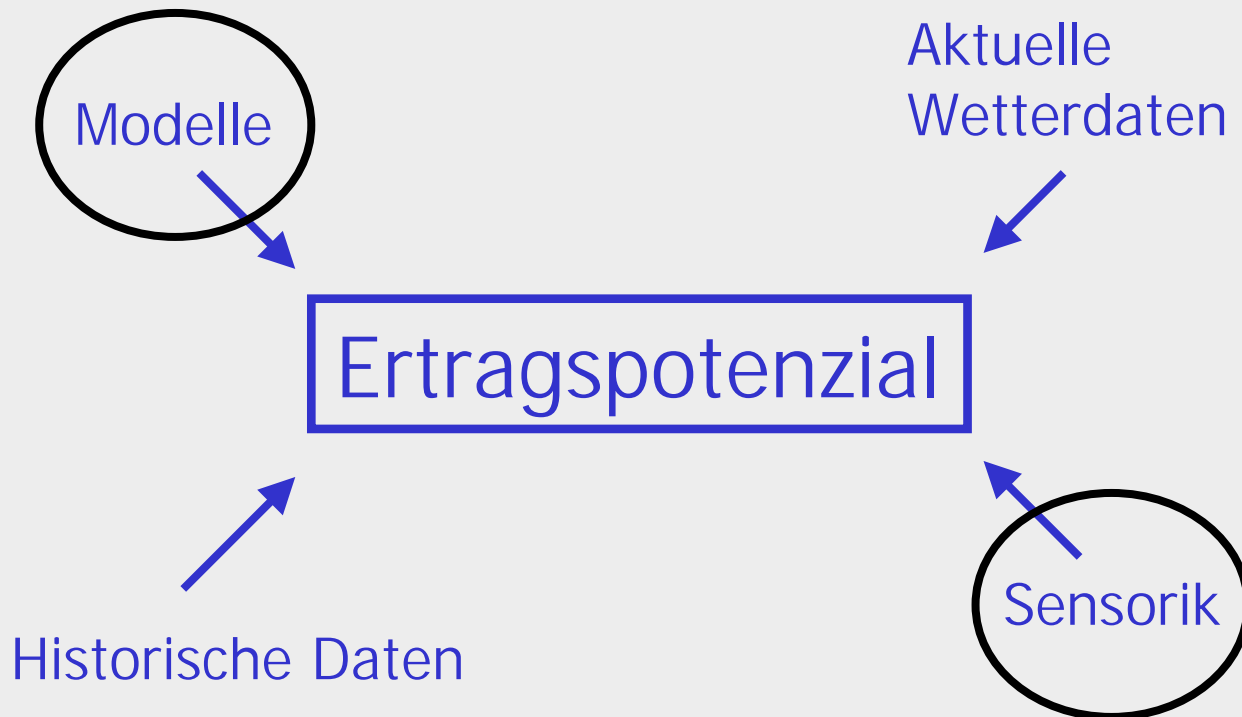 Modelle
Aktuelle
Wetterdaten
Ertragspotenzial
Historische Daten
Sensorik